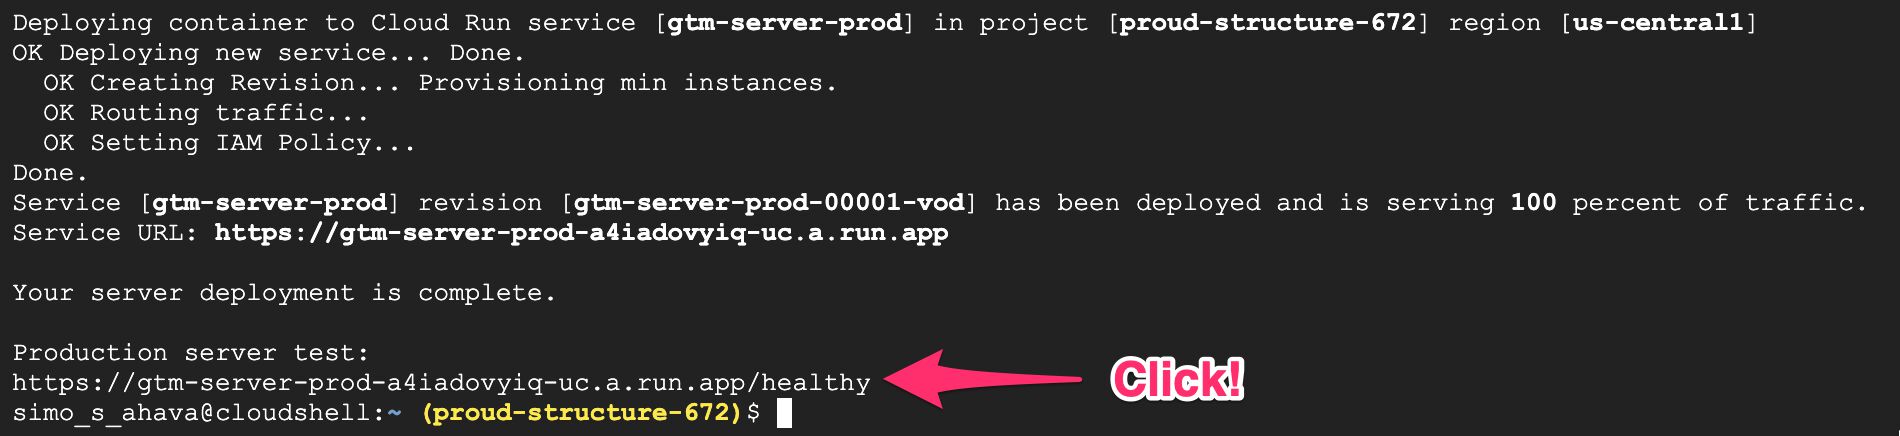 Deploying container to Cloud Run service [gtm-server-prod] in project [proud-structure-672] region [us-central1]
OK Deploying new service... Done.
  OK Creating Revision... Provisioning min instances.
  OK Routing traffic...
  OK Setting IAM Policy...
Done.
Service [gtm-server-prod] revision [gtm-server-prod-00001-vod] has been deployed and is serving 100 percent of traffic.
Service URL: https://gtm-server-prod-a4iadovyiq-uc.a.run.app
Your server deployment is complete.
Production server test:
https://gtm-server-prod-a4iadovyiq-uc.a.run.app/healthy
Click!
simo_s_ahava@cloudshell:~ (proud-structure-672)$